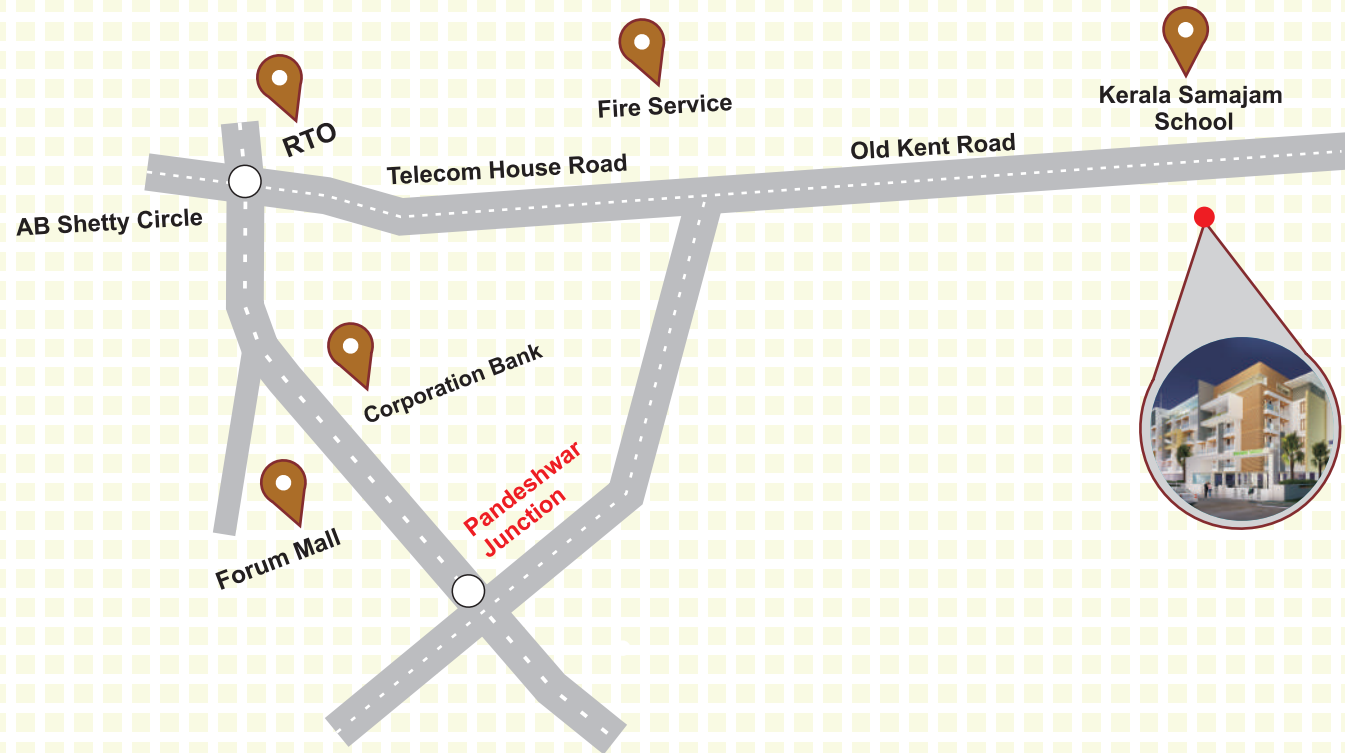 Kerala Samajam
School
Fire Service
RTO
Telecom House Road
Old Kent Road
AB Shetty Circle
Corporation Bank
Pandeshwar
Junction
Forum Mall